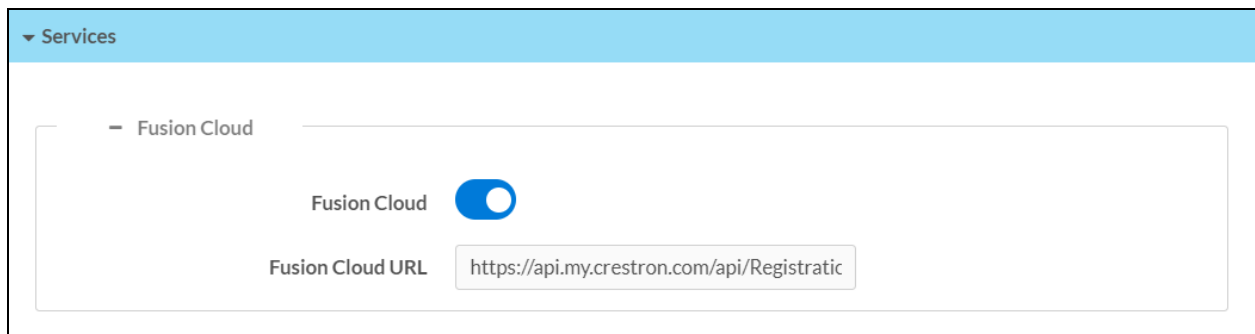 Services
Fusion Cloud
Fusion Cloud
Fusion Cloud URL https://api.my.crestron.com/api/Registratic